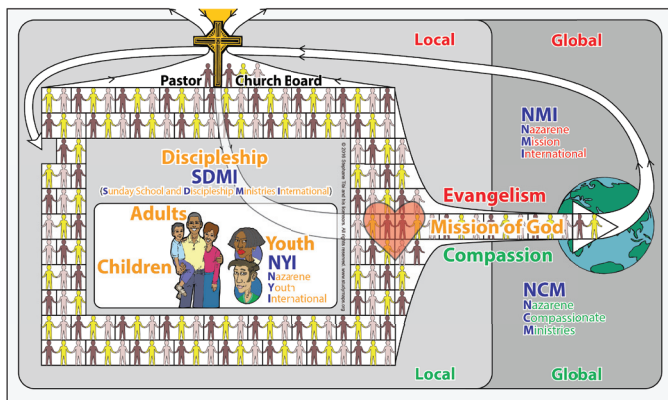 Local
Global
Pastor
Church Board
NMI
Nazarene
Mission
International
Discipleship
SDMI
(Sunday School and Discipleship Ministries International)
Adults
Children
Youth
NYI
Nazarene
Youth
International
Evangelism
Mission of God
Compassion
NCM
Nazarene
Compassionate
Ministries
Local
Global